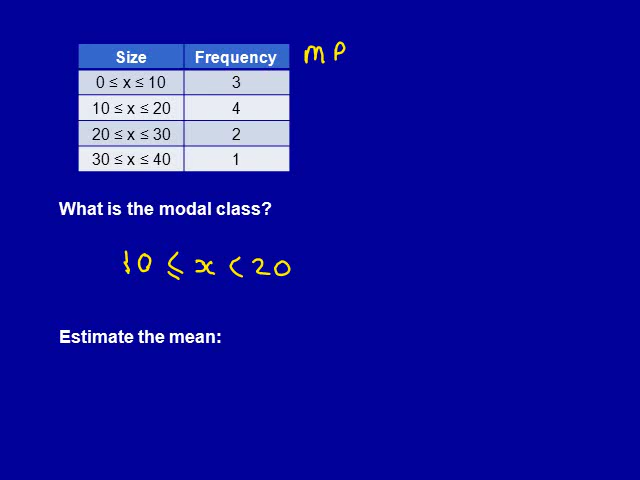 Size Frequency m p
0 ≤ x ≤ 10 3
10 ≤ x ≤ 20 4
20 ≤ x ≤ 30 2
30 ≤ x ≤ 40 1
What is the modal class?
10 ≤ x < 20
Estimate the mean: